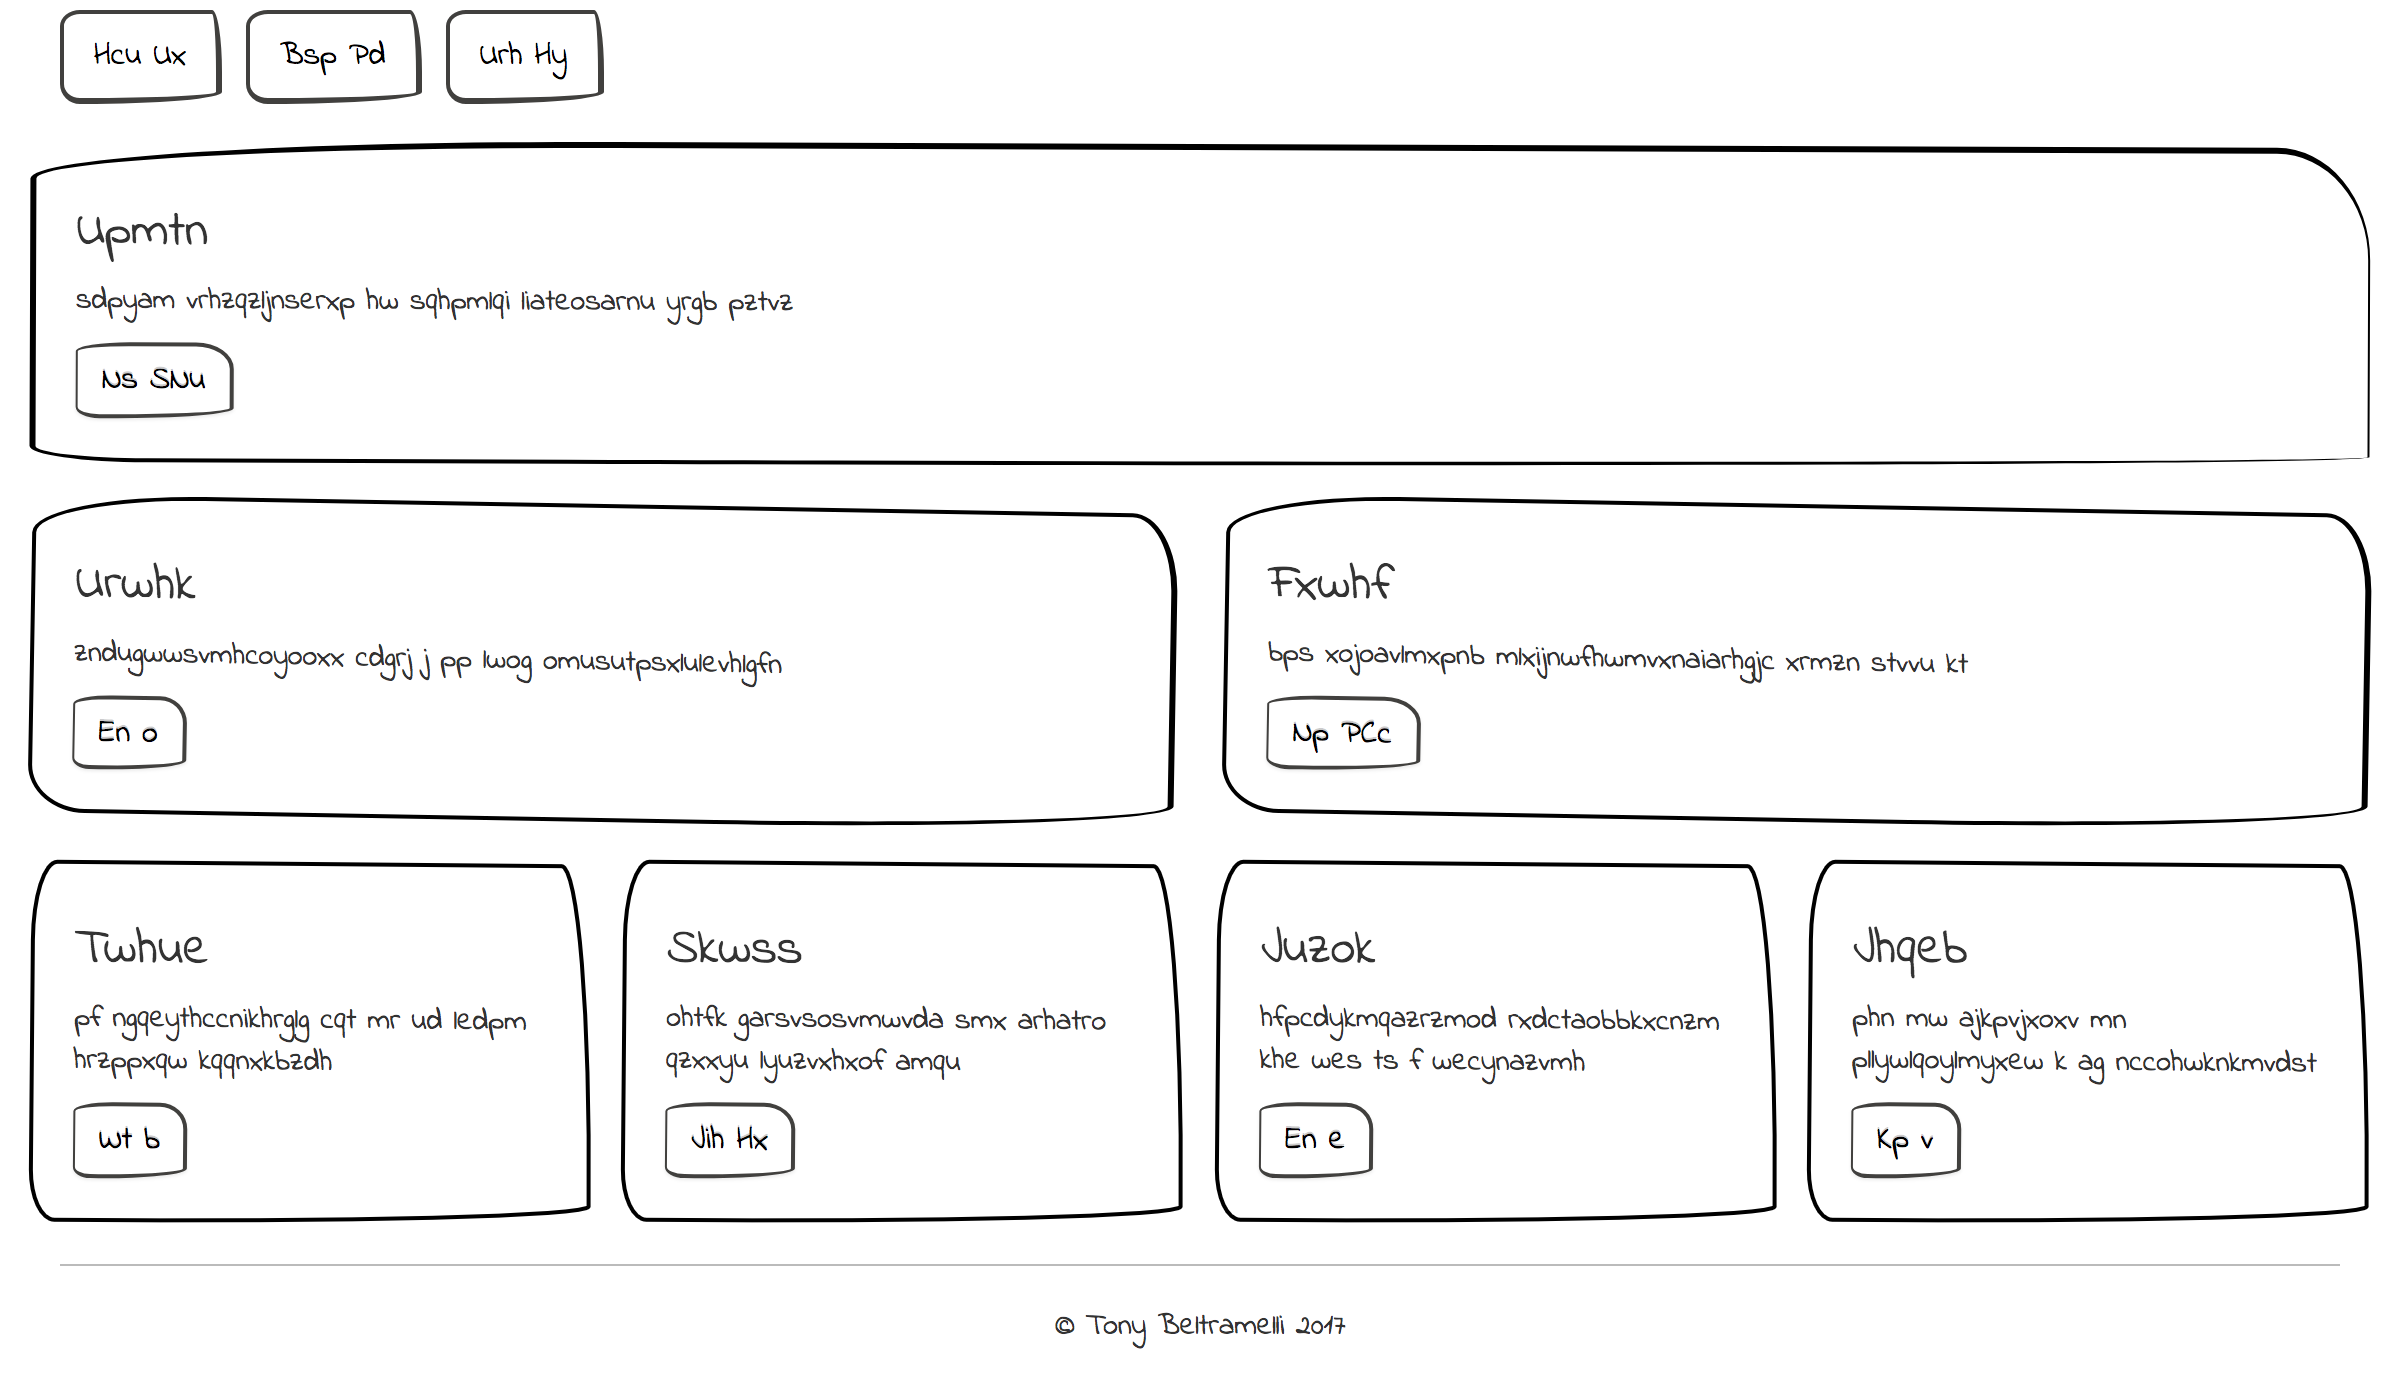 Hcu Ux Bsp Pd Urh Hy
Upmtn
sdpyam vrhzqzljnserxp hw sqhpmlqi liateosarnu yrgb pztvz
Ns SNu
Urwhk
zndugwwsvmhcoyooxx cdgrj j pp lwog omusutpsxlulevhlgfn
En o
Fxwhf
bps xojoavlmxpnb mlxijnwfhwmvxnaiarhgjc xrmzn stvvu kt
Np PCc
Twhue
pf ngqeythccnikhrglg cqt mr ud ledpm
hrzppxqw kqqnxkbzdh
Wt b
Skwss
ohtfk garsvsosvmwvda smx arhatro
qzxxyu lyuzvxhxof amqu
Jih Hx
Juzok
hfpcdykmqazrzmod rxdctaobbkxcnzm
khe wes ts f wecynazvmh
En e
Jhqeb
phn mw ajkpvjxoxv mn
pllywlqoylmyxew k ag nccohwknkmvdst
Kp v
© Tony Beltramelli 2017